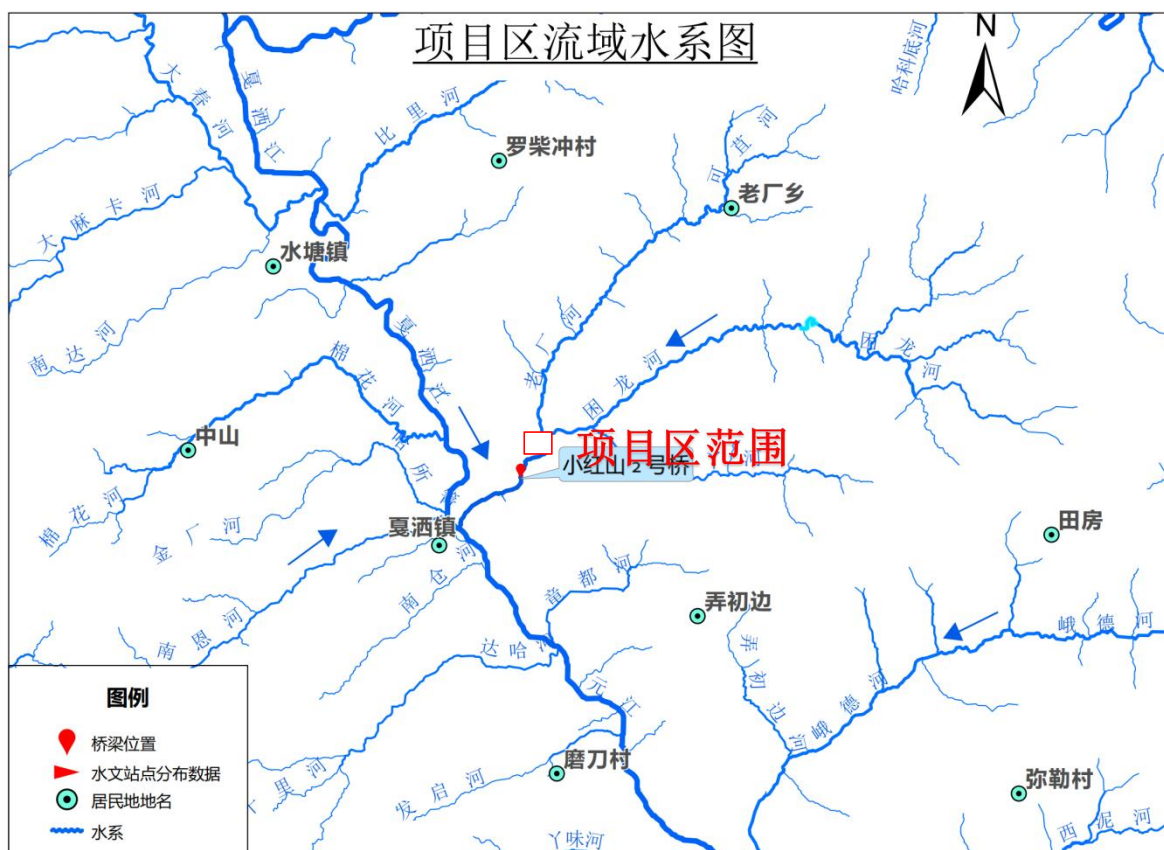 项目区流域水系图
N
哈科底河
大春河
戛洒江
比里河
罗柴冲村
可苴河
老厂乡
大麻卡河
水塘镇
南达河
戛洒江
老厂河
困龙河
困龙河
棉花河
中山
项目区范围
小红山2号桥
河
棉花河
金厂河
戛洒镇
田房
南仓河
竜都河
弄初边
南恩河
达哈河
峨德河
弄初边河
峨德河
元江
磨刀村
发启河
丫味河
弥勒村
西泥河
十里河
图例
桥梁位置
水文站点分布数据
居民地地名
水系